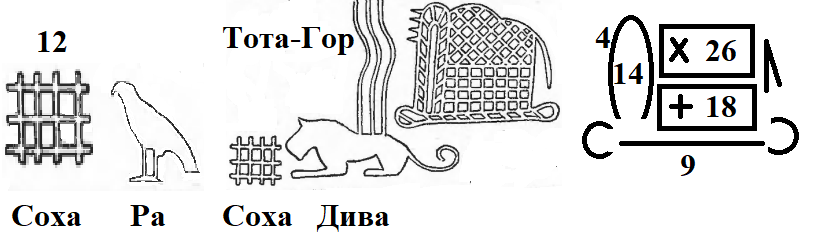 12
Соха Ра
Тота-Гор
Соха Дива
4
14
X 26
+ 18
9